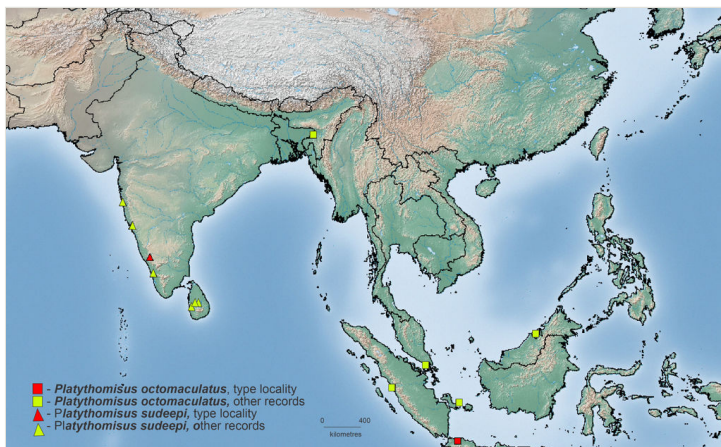 - Platythomisus octomaculatus, type locality
- Platythomisus octomaculatus, other records
- Platythomisus sudeepi, type locality
- Platythomisus sudeepi, other records
0 400
kilometres